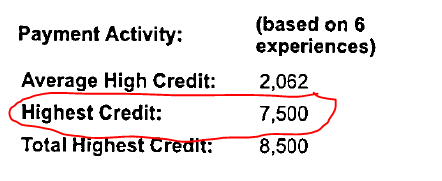 Payment Activity: (based on 6
experiences)
Average High Credit: 2,062
Highest Credit: 7,500
Total Highest Credit: 8,500